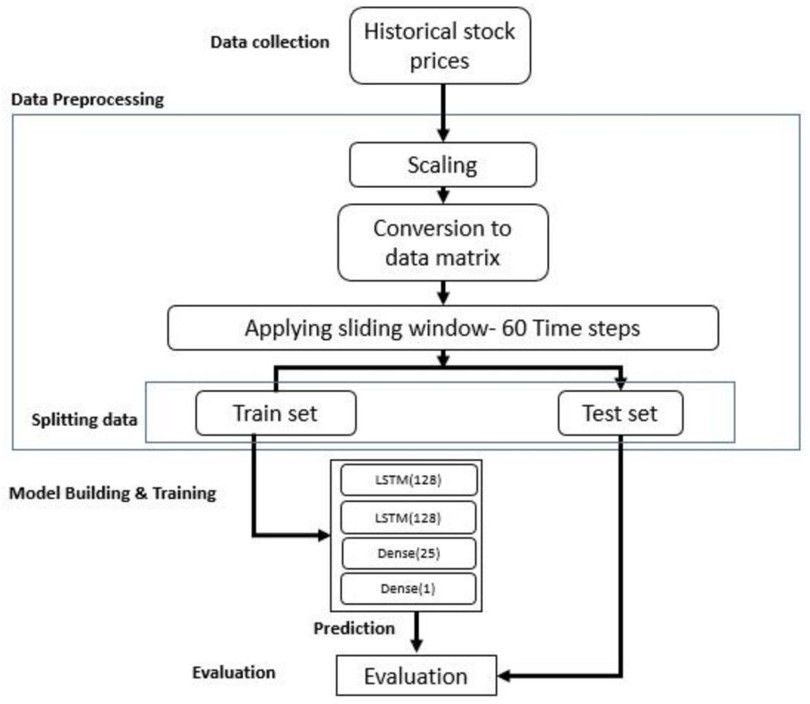 Data collection
Historical stock
prices
Data Preprocessing
Scaling
Conversion to
data matrix
Applying sliding window- 60 Time steps
Splitting data
Train set
Test set
Model Building & Training
LSTM(128)
LSTM(128)
Dense(25)
Dense(1)
Prediction
Evaluation
Evaluation